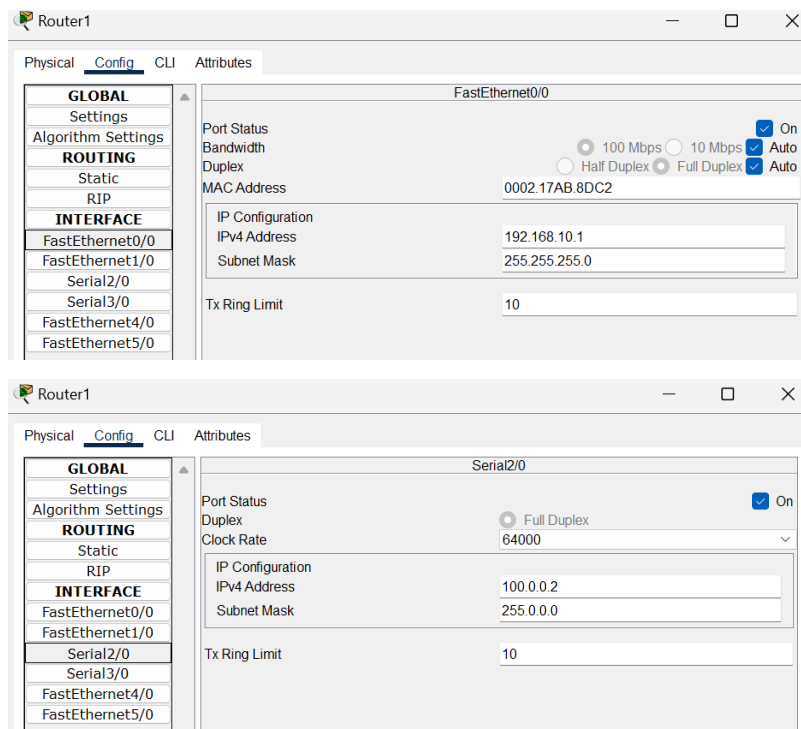 Router1
Physical Config CLI Attributes
GLOBAL
Settings
Algorithm Settings
ROUTING
Static
RIP
INTERFACE
FastEthernet0/0
FastEthernet1/0
Serial2/0
Serial3/0
FastEthernet4/0
FastEthernet5/0
FastEthernet0/0
Port Status On
Bandwidth 100 Mbps 10 Mbps Auto
Duplex Half Duplex Full Duplex Auto
MAC Address 0002.17AB.8DC2
IP Configuration
IPv4 Address 192.168.10.1
Subnet Mask 255.255.255.0
Tx Ring Limit 10
Router1
Physical Config CLI Attributes
GLOBAL
Settings
Algorithm Settings
ROUTING
Static
RIP
INTERFACE
FastEthernet0/0
FastEthernet1/0
Serial2/0
Serial3/0
FastEthernet4/0
FastEthernet5/0
Serial2/0
Port Status On
Duplex Full Duplex
Clock Rate 64000
IP Configuration
IPv4 Address 100.0.0.2
Subnet Mask 255.0.0.0
Tx Ring Limit 10